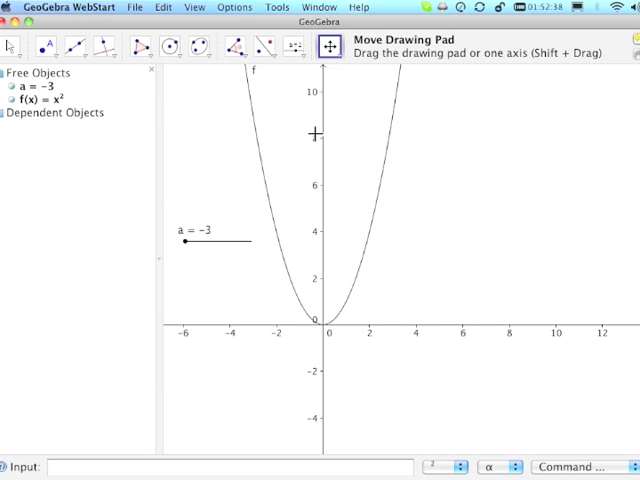 GeoGebra WebStart File Edit View Options Tools Window Help 01:52:38
GeoGebra
A
a=2
Move Drawing Pad
Drag the drawing pad or one axis (Shift + Drag)
Free Objects
a = -3
f(x) = x²
Dependent Objects
f
10
6
a = -3
4
2
0
-6 -4 -2 0 2 4 6 8 10 12
-2
-4
Input: 2 α Command ...